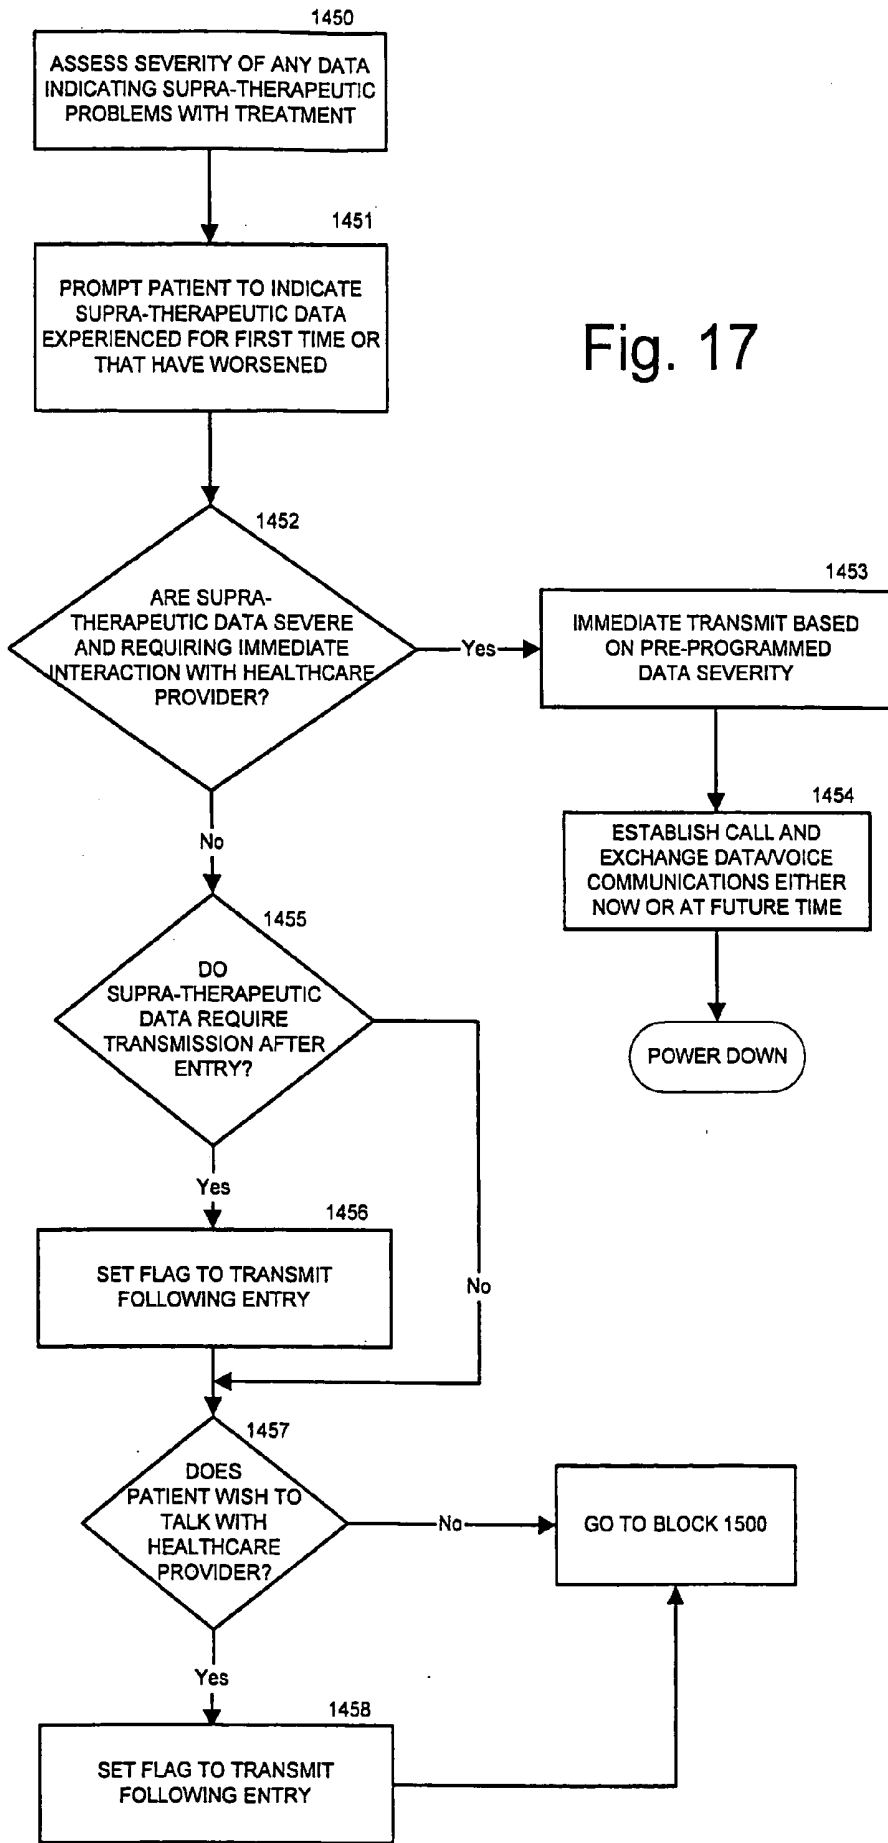 1450
ASSESS SEVERITY OF ANY DATA
INDICATING SUPRA-THERAPEUTIC
PROBLEMS WITH TREATMENT
1451
PROMPT PATIENT TO INDICATE
SUPRA-THERAPEUTIC DATA
EXPERIENCED FOR FIRST TIME OR
THAT HAVE WORSENED
Fig. 17
1452
ARE SUPRA-
THERAPEUTIC DATA SEVERE
AND REQUIRING IMMEDIATE
INTERACTION WITH HEALTHCARE
PROVIDER?
Yes
1453
IMMEDIATE TRANSMIT BASED
ON PRE-PROGRAMMED
DATA SEVERITY
1454
ESTABLISH CALL AND
EXCHANGE DATA/VOICE
COMMUNICATIONS EITHER
NOW OR AT FUTURE TIME
POWER DOWN
No
1455
DO
SUPRA-THERAPEUTIC
DATA REQUIRE
TRANSMISSION AFTER
ENTRY?
Yes
No
1456
SET FLAG TO TRANSMIT
FOLLOWING ENTRY
1457
DOES
PATIENT WISH TO
TALK WITH
HEALTHCARE
PROVIDER?
No
GO TO BLOCK 1500
Yes
1458
SET FLAG TO TRANSMIT
FOLLOWING ENTRY